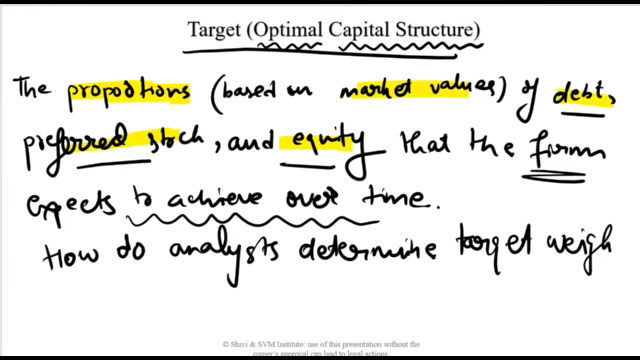 Target (Optimal Capital Structure)
The propotions (based on market values) of debt,
preferred stock, and equity that the firm
expects to achieve over time.
How do analysts determine target weigh
© Shivi & SVM Institute: use of this presentation without the
owner's approval can lead to legal actions